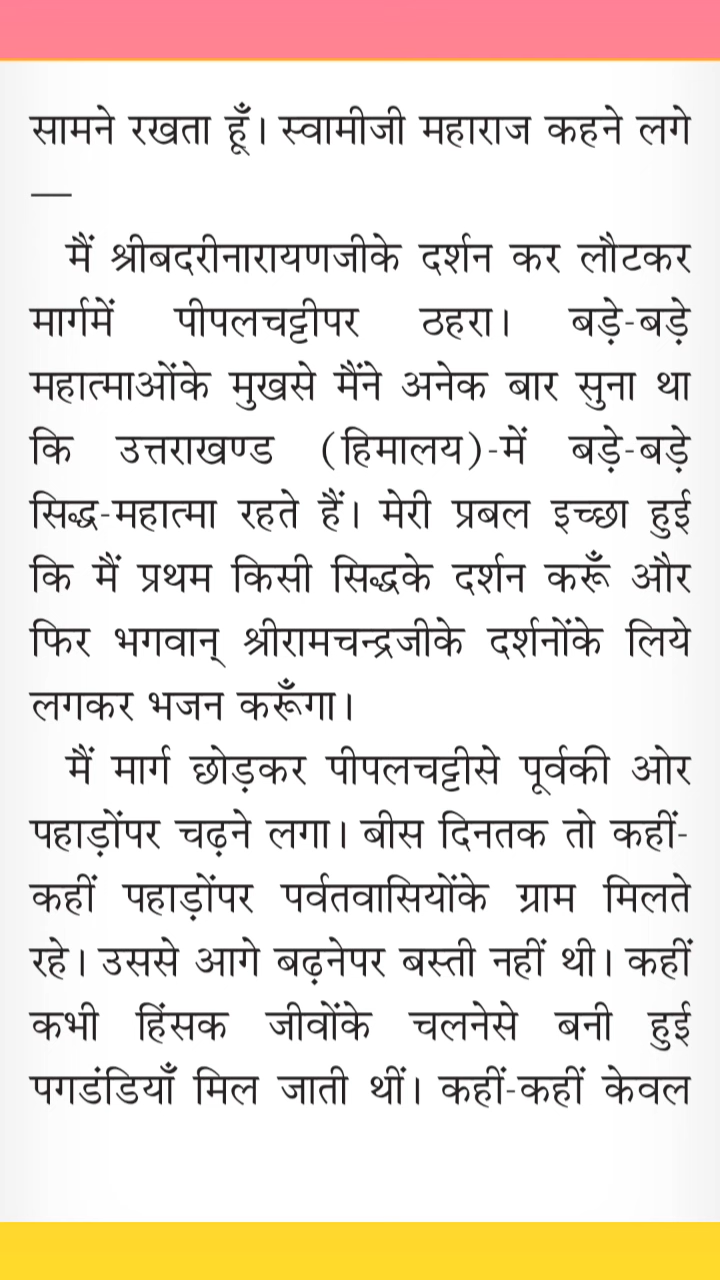 सामने रखता हूँ। स्वामीजी महाराज कहने लगे
—
मैं श्रीबदरीनारायणजीके दर्शन कर लौटकर
मार्गमें पीपलचट्टीपर ठहरा। बड़े-बड़े
महात्माओंके मुखसे मैंने अनेक बार सुना था
कि उत्तराखण्ड (हिमालय)-में बड़े-बड़े
सिद्ध-महात्मा रहते हैं। मेरी प्रबल इच्छा हुई
कि मैं प्रथम किसी सिद्धके दर्शन करूँ और
फिर भगवान् श्रीरामचन्द्रजीके दर्शनोंके लिये
लगकर भजन करूँगा।
मैं मार्ग छोड़कर पीपलचट्टीसे पूर्वकी ओर
पहाड़ोंपर चढ़ने लगा। बीस दिनतक तो कहीं-
कहीं पहाड़ोंपर पर्वतवासियोंके ग्राम मिलते
रहे। उससे आगे बढ़नेपर बस्ती नहीं थी। कहीं
कभी हिंसक जीवोंके चलनेसे बनी हुई
पगडंडियाँ मिल जाती थीं। कहीं-कहीं केवल